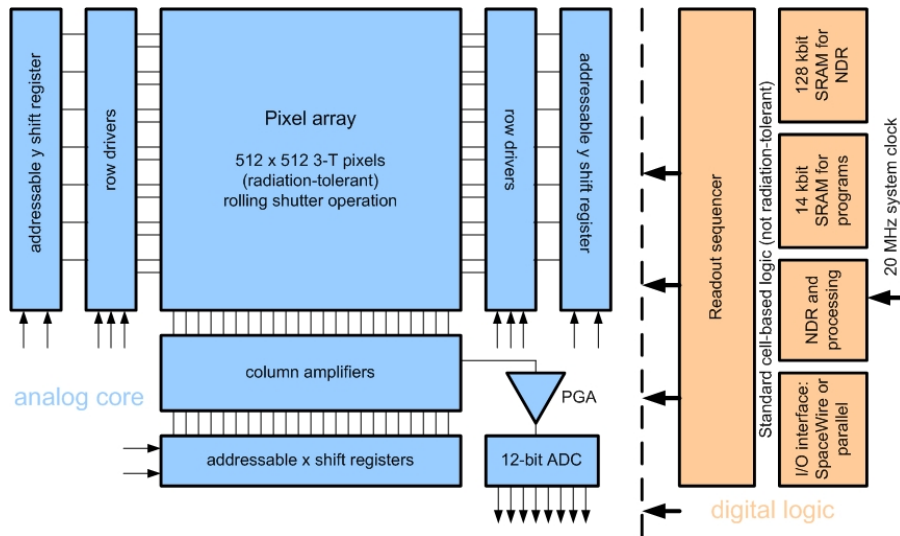 addressable y shift register
row drivers
Pixel array
512 x 512 3-T pixels
(radiation-tolerant)
rolling shutter operation
row drivers
addressable y shift register
column amplifiers
PGA
analog core
addressable x shift registers
12-bit ADC
Readout sequencer
Standard cell-based logic (not radiation-tolerant)
128 kbit
SRAM for
NDR
14 kbit
SRAM for
programs
NDR and
processing
I/O interface:
SpaceWire or
parallel
20 MHz system clock
digital logic